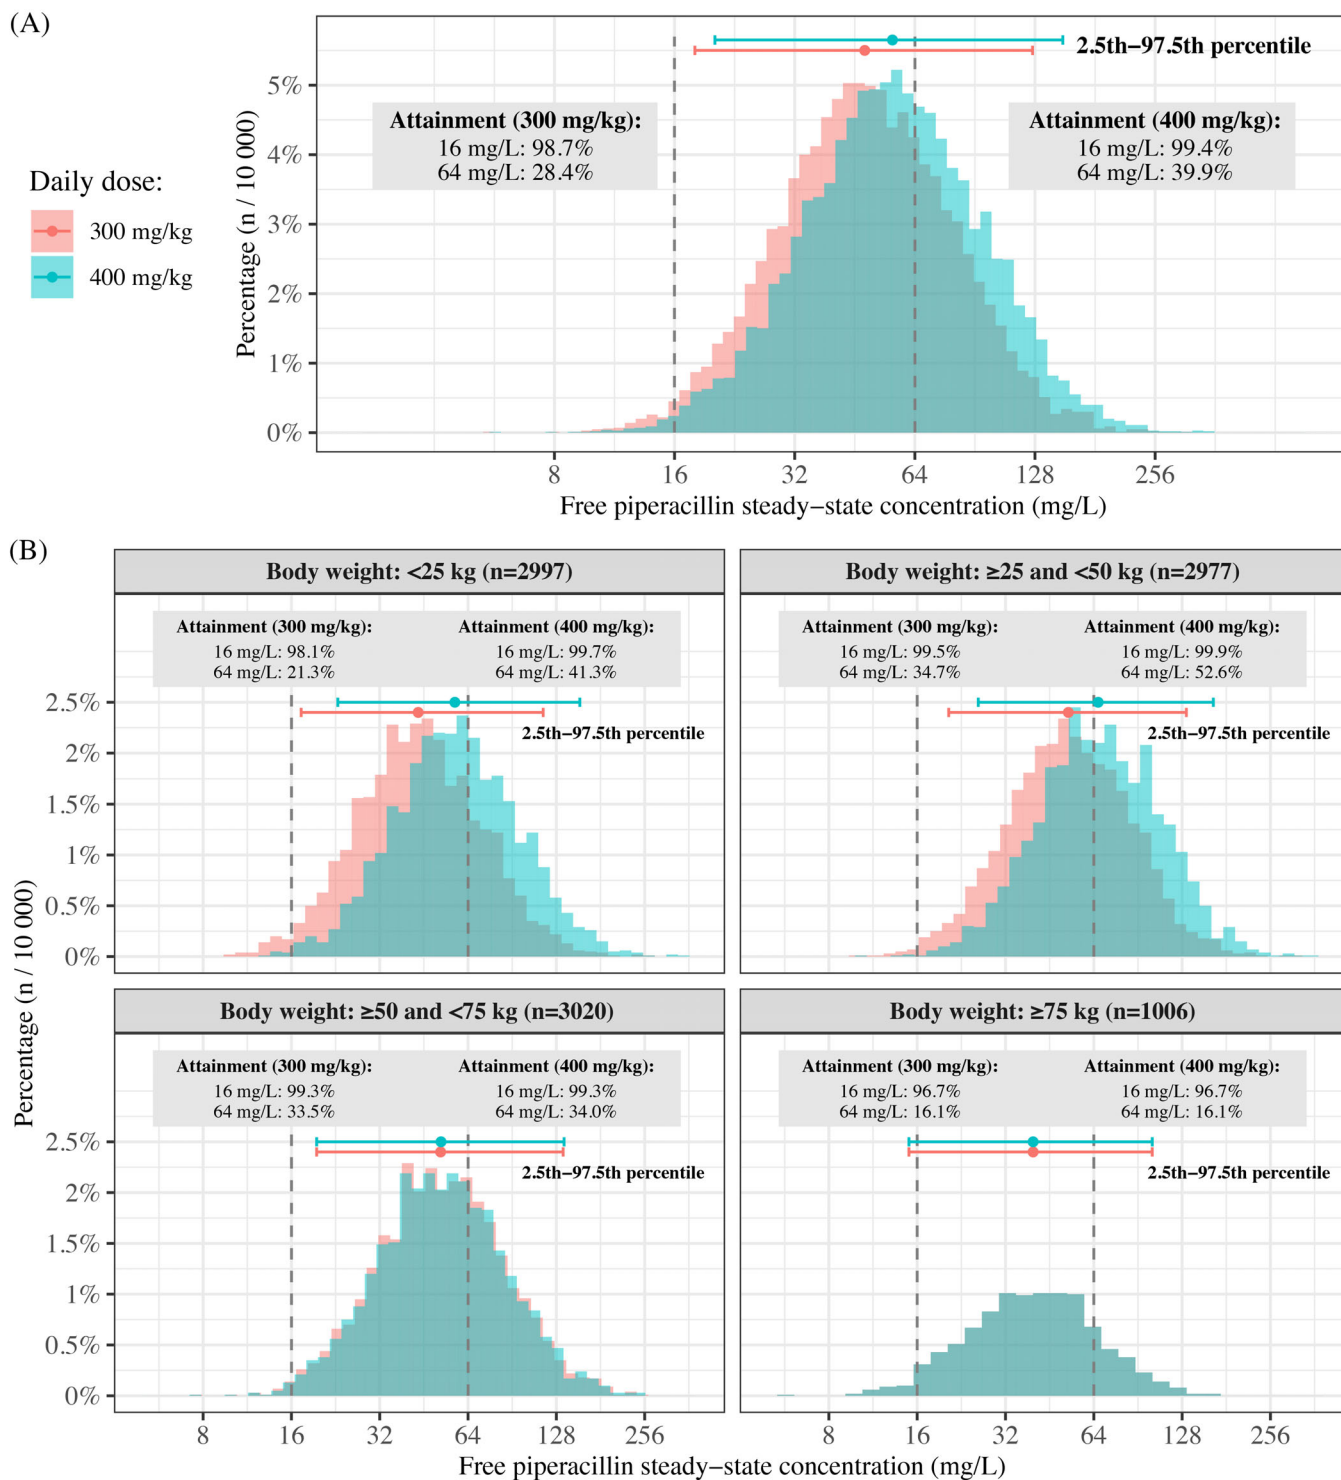 (A)
2.5th−97.5th percentile
Attainment (300 mg/kg):
16 mg/L: 98.7%
64 mg/L: 28.4%
Attainment (400 mg/kg):
16 mg/L: 99.4%
64 mg/L: 39.9%
Daily dose:
300 mg/kg
400 mg/kg
Percentage (n / 10 000)
5%
4%
3%
2%
1%
0%
8 16 32 64 128 256
Free piperacillin steady−state concentration (mg/L)
(B)
Body weight: <25 kg (n=2997)
Attainment (300 mg/kg):
16 mg/L: 98.1%
64 mg/L: 21.3%
Attainment (400 mg/kg):
16 mg/L: 99.7%
64 mg/L: 41.3%
2.5th−97.5th percentile
Body weight: ≥25 and <50 kg (n=2977)
Attainment (300 mg/kg):
16 mg/L: 99.5%
64 mg/L: 34.7%
Attainment (400 mg/kg):
16 mg/L: 99.9%
64 mg/L: 52.6%
2.5th−97.5th percentile
2.5%
2%
1.5%
1%
0.5%
0%
Percentage (n / 10 000)
Body weight: ≥50 and <75 kg (n=3020)
Attainment (300 mg/kg):
16 mg/L: 99.3%
64 mg/L: 33.5%
Attainment (400 mg/kg):
16 mg/L: 99.3%
64 mg/L: 34.0%
2.5th−97.5th percentile
Body weight: ≥75 kg (n=1006)
Attainment (300 mg/kg):
16 mg/L: 96.7%
64 mg/L: 16.1%
Attainment (400 mg/kg):
16 mg/L: 96.7%
64 mg/L: 16.1%
2.5th−97.5th percentile
2.5%
2%
1.5%
1%
0.5%
0%
8 16 32 64 128 256
8 16 32 64 128 256
Free piperacillin steady−state concentration (mg/L)